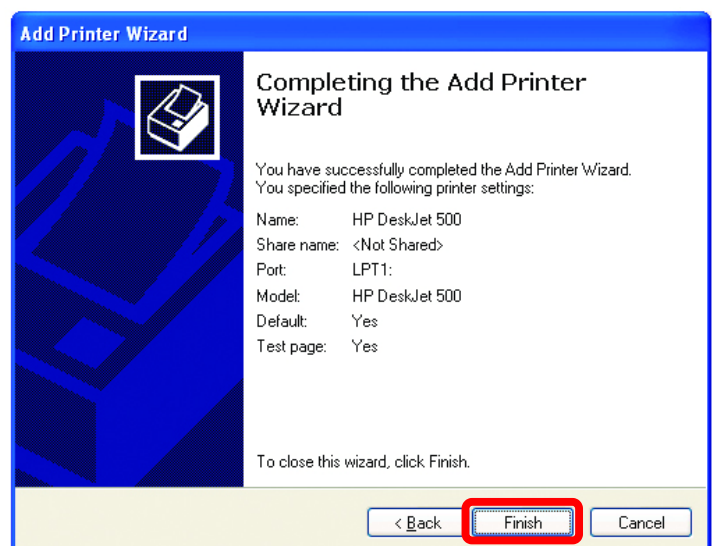 Add Printer Wizard
Completing the Add Printer
Wizard
You have successfully completed the Add Printer Wizard.
You specified the following printer settings:
Name: HP DeskJet 500
Share name: <Not Shared>
Port: LPT1:
Model: HP DeskJet 500
Default: Yes
Test page: Yes
To close this wizard, click Finish.
< Back Finish Cancel